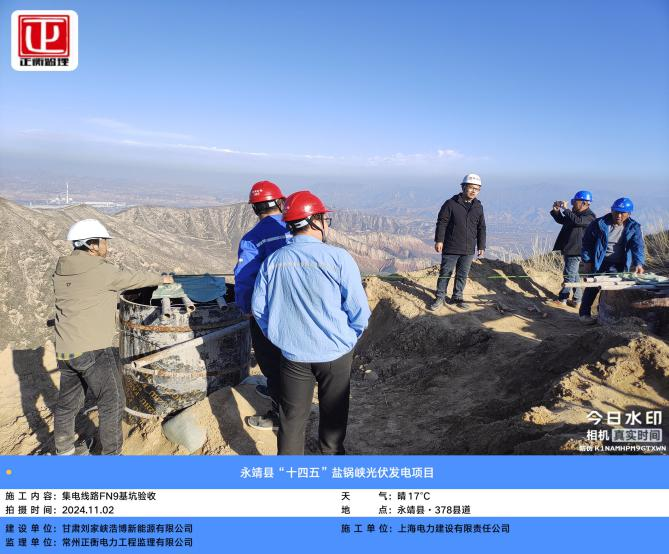 正衡监理
今日水印
相机 真实时间
防伪 K1NAMHPM9GTXWN
永靖县“十四五”盐锅峡光伏发电项目
施工内容：集电线路FN9基坑验收 天 气：晴17℃
拍摄时间：2024.11.02 地 点：永靖县·378县道
建设单位：甘肃刘家峡浩博新能源有限公司 施工单位：上海电力建设有限责任公司
监理单位：常州正衡电力工程监理有限公司